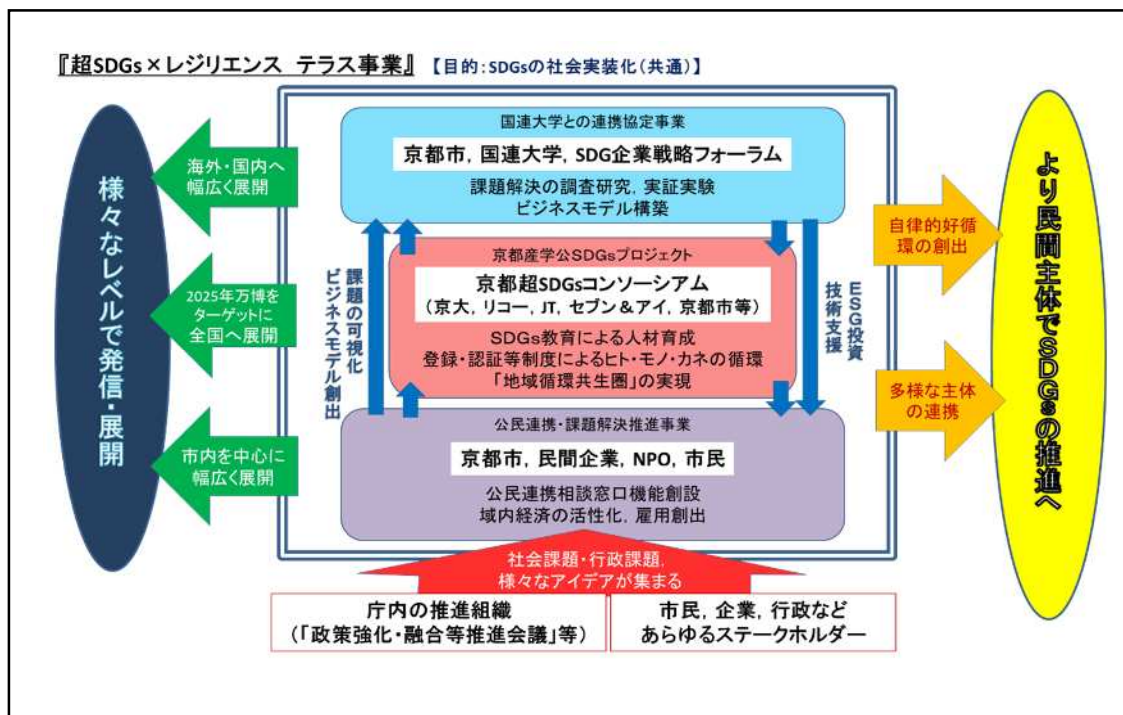 『超SDGs×レジリエンス テラス事業』 【目的:SDGsの社会実装化(共通)】
様々なレベルで発信・展開
海外・国内へ
幅広く展開
2025年万博を
ターゲットに
全国へ展開
市内を中心に
幅広く展開
国連大学との連携協定事業
京都市, 国連大学, SDG企業戦略フォーラム
課題解決の調査研究, 実証実験
ビジネスモデル構築
課題の可視化
ビジネスモデル創出
京都産学公SDGsプロジェクト
京都超SDGsコンソーシアム
(京大, リコー, JT, セブン&アイ, 京都市等)
SDGs教育による人材育成
登録・認証等制度によるヒト・モノ・カネの循環
「地域循環共生圏」の実現
ESG投資
技術支援
公民連携・課題解決推進事業
京都市, 民間企業, NPO, 市民
公民連携相談窓口機能創設
域内経済の活性化, 雇用創出
社会課題・行政課題,
様々なアイデアが集まる
庁内の推進組織
(「政策強化・融合等推進会議」等)
市民, 企業, 行政など
あらゆるステークホルダー
自律的好循
環の創出
多様な主体
の連携
より民間主体でSDGsの推進へ